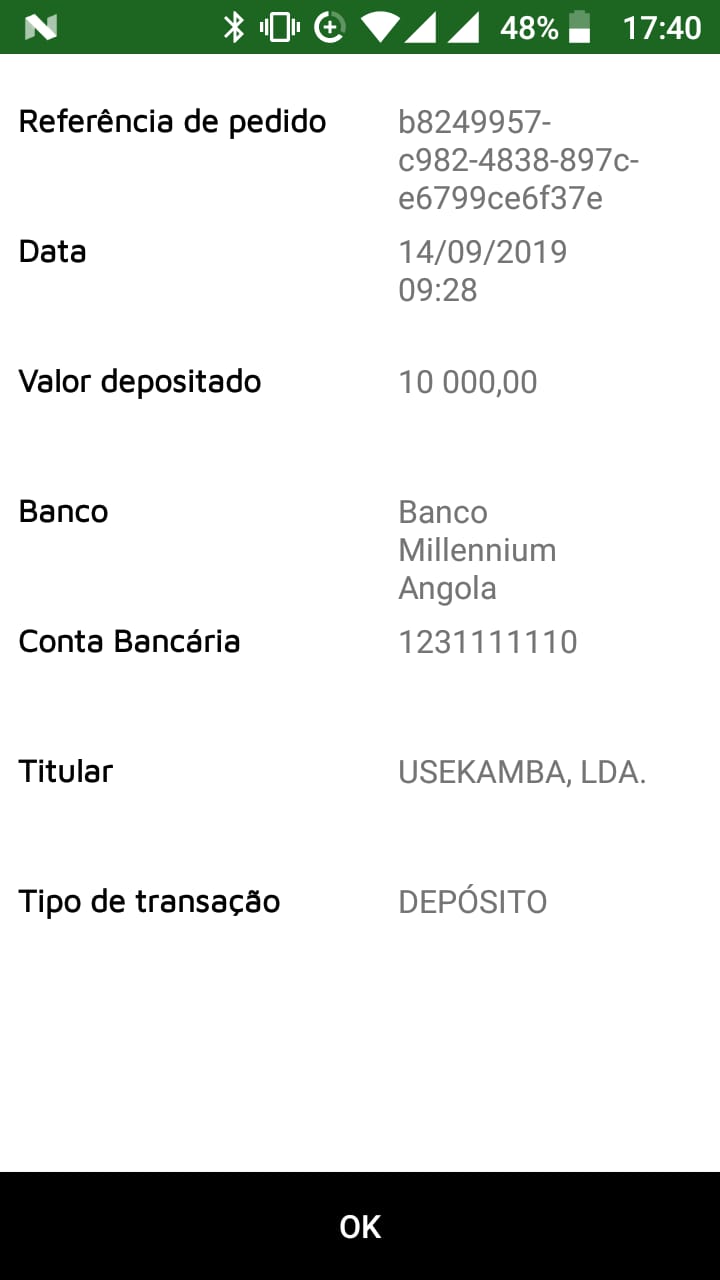 48% 17:40
Referência de pedido b8249957-
c982-4838-897c-
e6799ce6f37e
Data 14/09/2019
09:28
Valor depositado 10 000,00
Banco Banco
Millennium
Angola
Conta Bancária 1231111110
Titular USEKAMBA, LDA.
Tipo de transação DEPÓSITO
OK